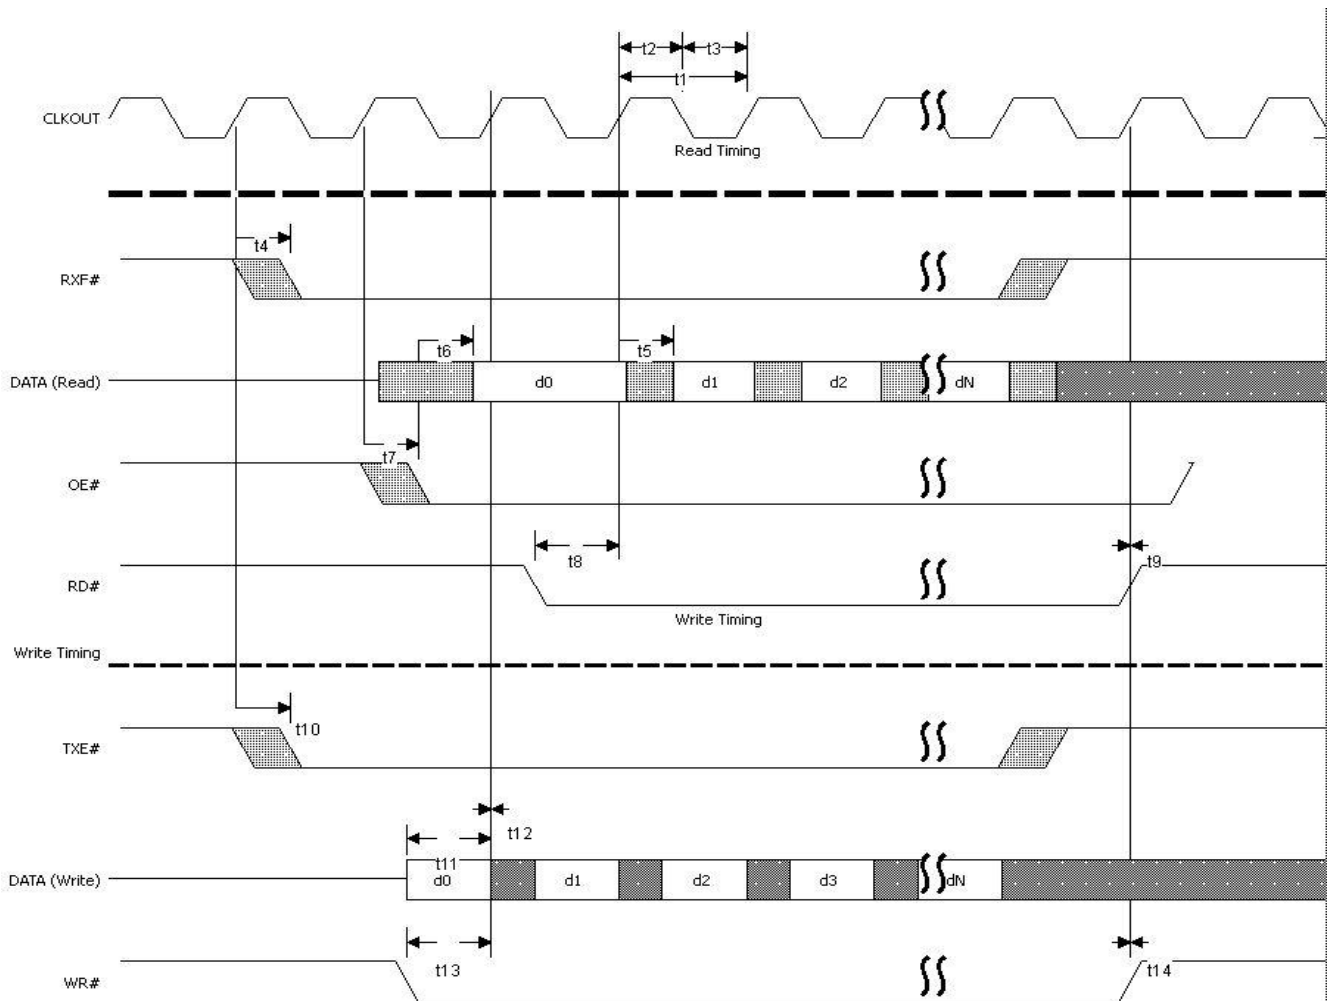 t2 t3
t1
CLKOUT
Read Timing
t4
RXF#
t6 t5
DATA (Read) d0 d1 d2 dN
t7
OE#
t8 t9
RD#
Write Timing
Write Timing
t10
TXE#
t12
t11
DATA (Write) d0 d1 d2 d3 dN
t13 t14
WR#